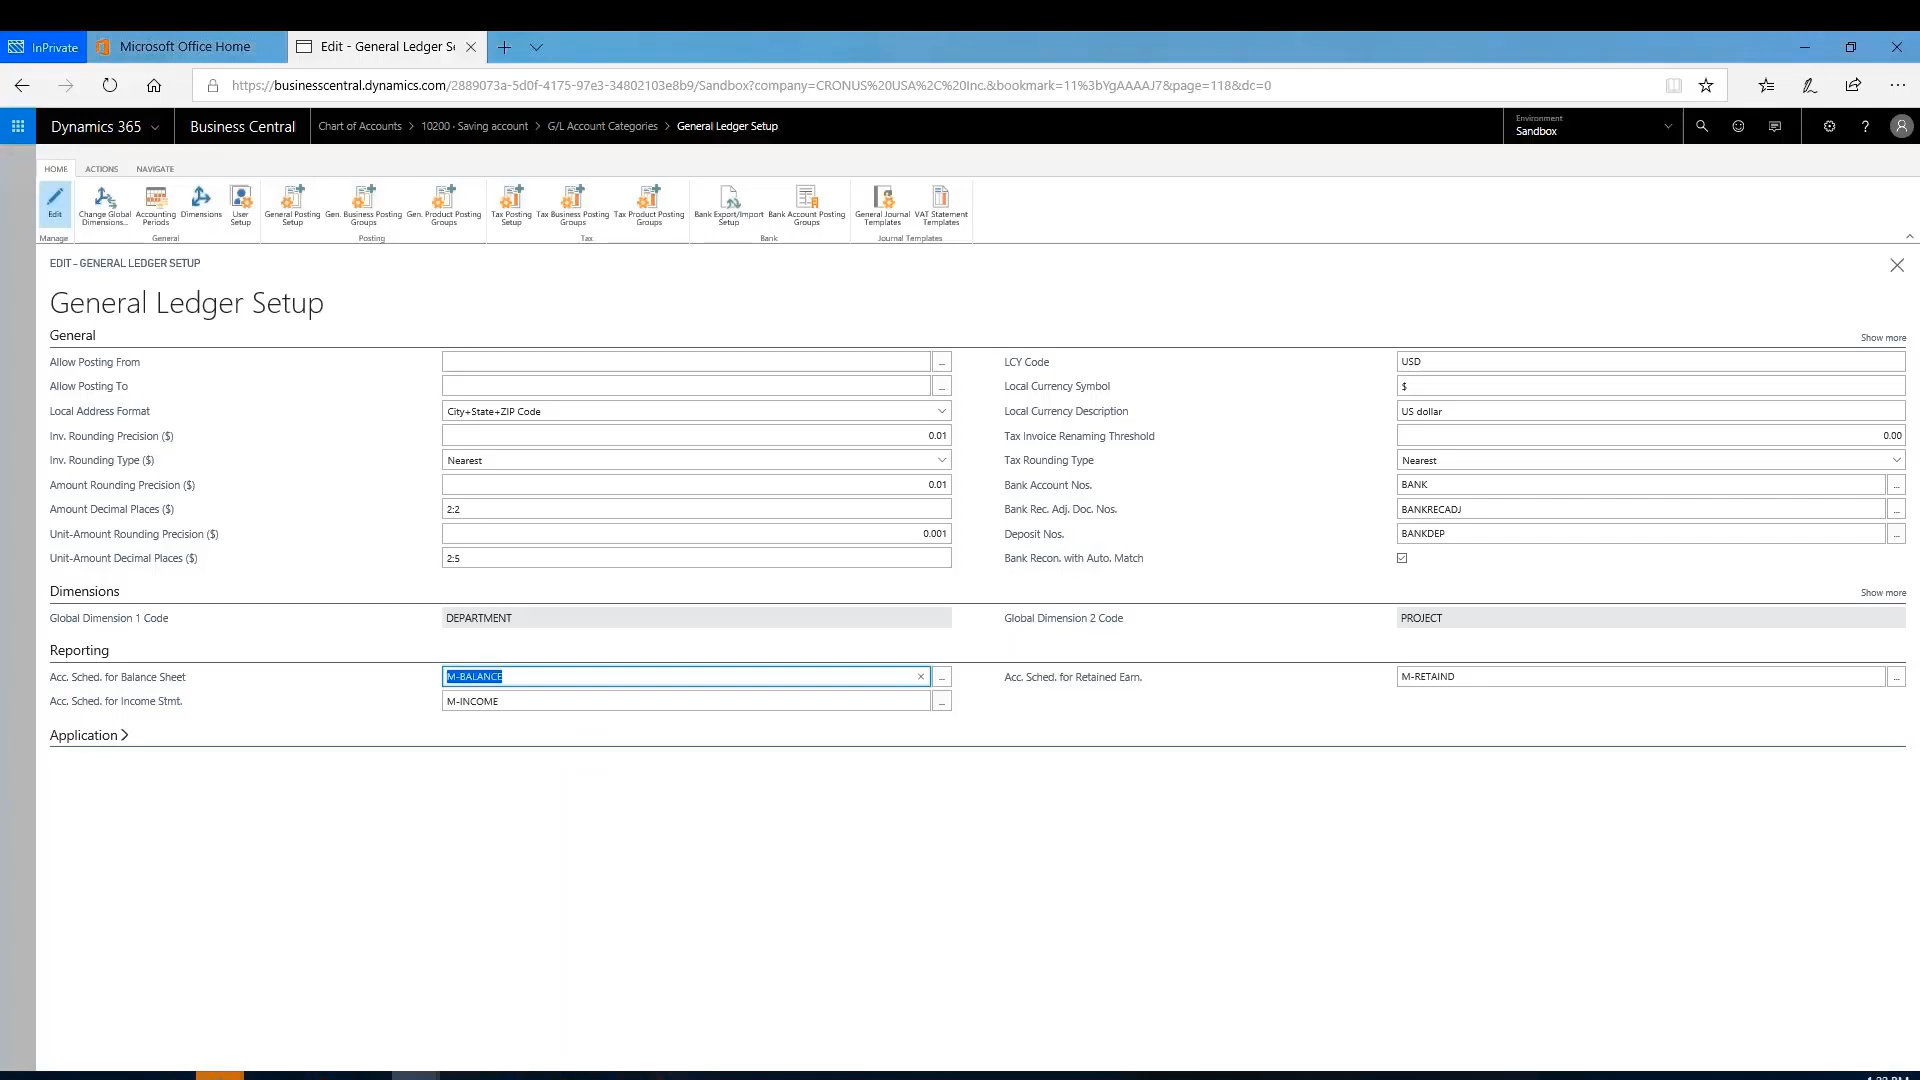 InPrivate
Microsoft Office Home
Edit - General Ledger Se
https://businesscentral.dynamics.com/2889073a-5d0f-4175-97e3-34802103e8b9/Sandbox?company=CRONUS%20USA%2C%20Inc.&bookmark=11%3bYgAAAAJ7&page=118&dc=0
Dynamics 365
Business Central
Chart of Accounts > 10200 · Saving account > G/L Account Categories > General Ledger Setup
Environment
Sandbox
HOME ACTIONS NAVIGATE
Edit
Change Global Dimensions...
Accounting Periods
Dimensions
User Setup
General Posting Setup
Gen. Business Posting Groups
Gen. Product Posting Groups
Tax Posting Setup
Tax Business Posting Groups
Tax Product Posting Groups
Bank Export/Import Setup
Bank Account Posting Groups
General Journal Templates
VAT Statement Templates
Manage General Posting Tax Bank Journal Templates
EDIT - GENERAL LEDGER SETUP
General Ledger Setup
General
Show more
Allow Posting From
LCY Code USD
Allow Posting To
Local Currency Symbol $
Local Address Format City+State+ZIP Code
Local Currency Description US dollar
Inv. Rounding Precision ($) 0.01
Tax Invoice Renaming Threshold 0.00
Inv. Rounding Type ($) Nearest
Tax Rounding Type Nearest
Amount Rounding Precision ($) 0.01
Bank Account Nos. BANK
Amount Decimal Places ($) 2:2
Bank Rec. Adj. Doc. Nos. BANKRECADJ
Unit-Amount Rounding Precision ($) 0.001
Deposit Nos. BANKDEP
Unit-Amount Decimal Places ($) 2:5
Bank Recon. with Auto. Match
Dimensions
Show more
Global Dimension 1 Code DEPARTMENT
Global Dimension 2 Code PROJECT
Reporting
Acc. Sched. for Balance Sheet M-BALANCE
Acc. Sched. for Retained Earn. M-RETAIND
Acc. Sched. for Income Stmt. M-INCOME
Application >